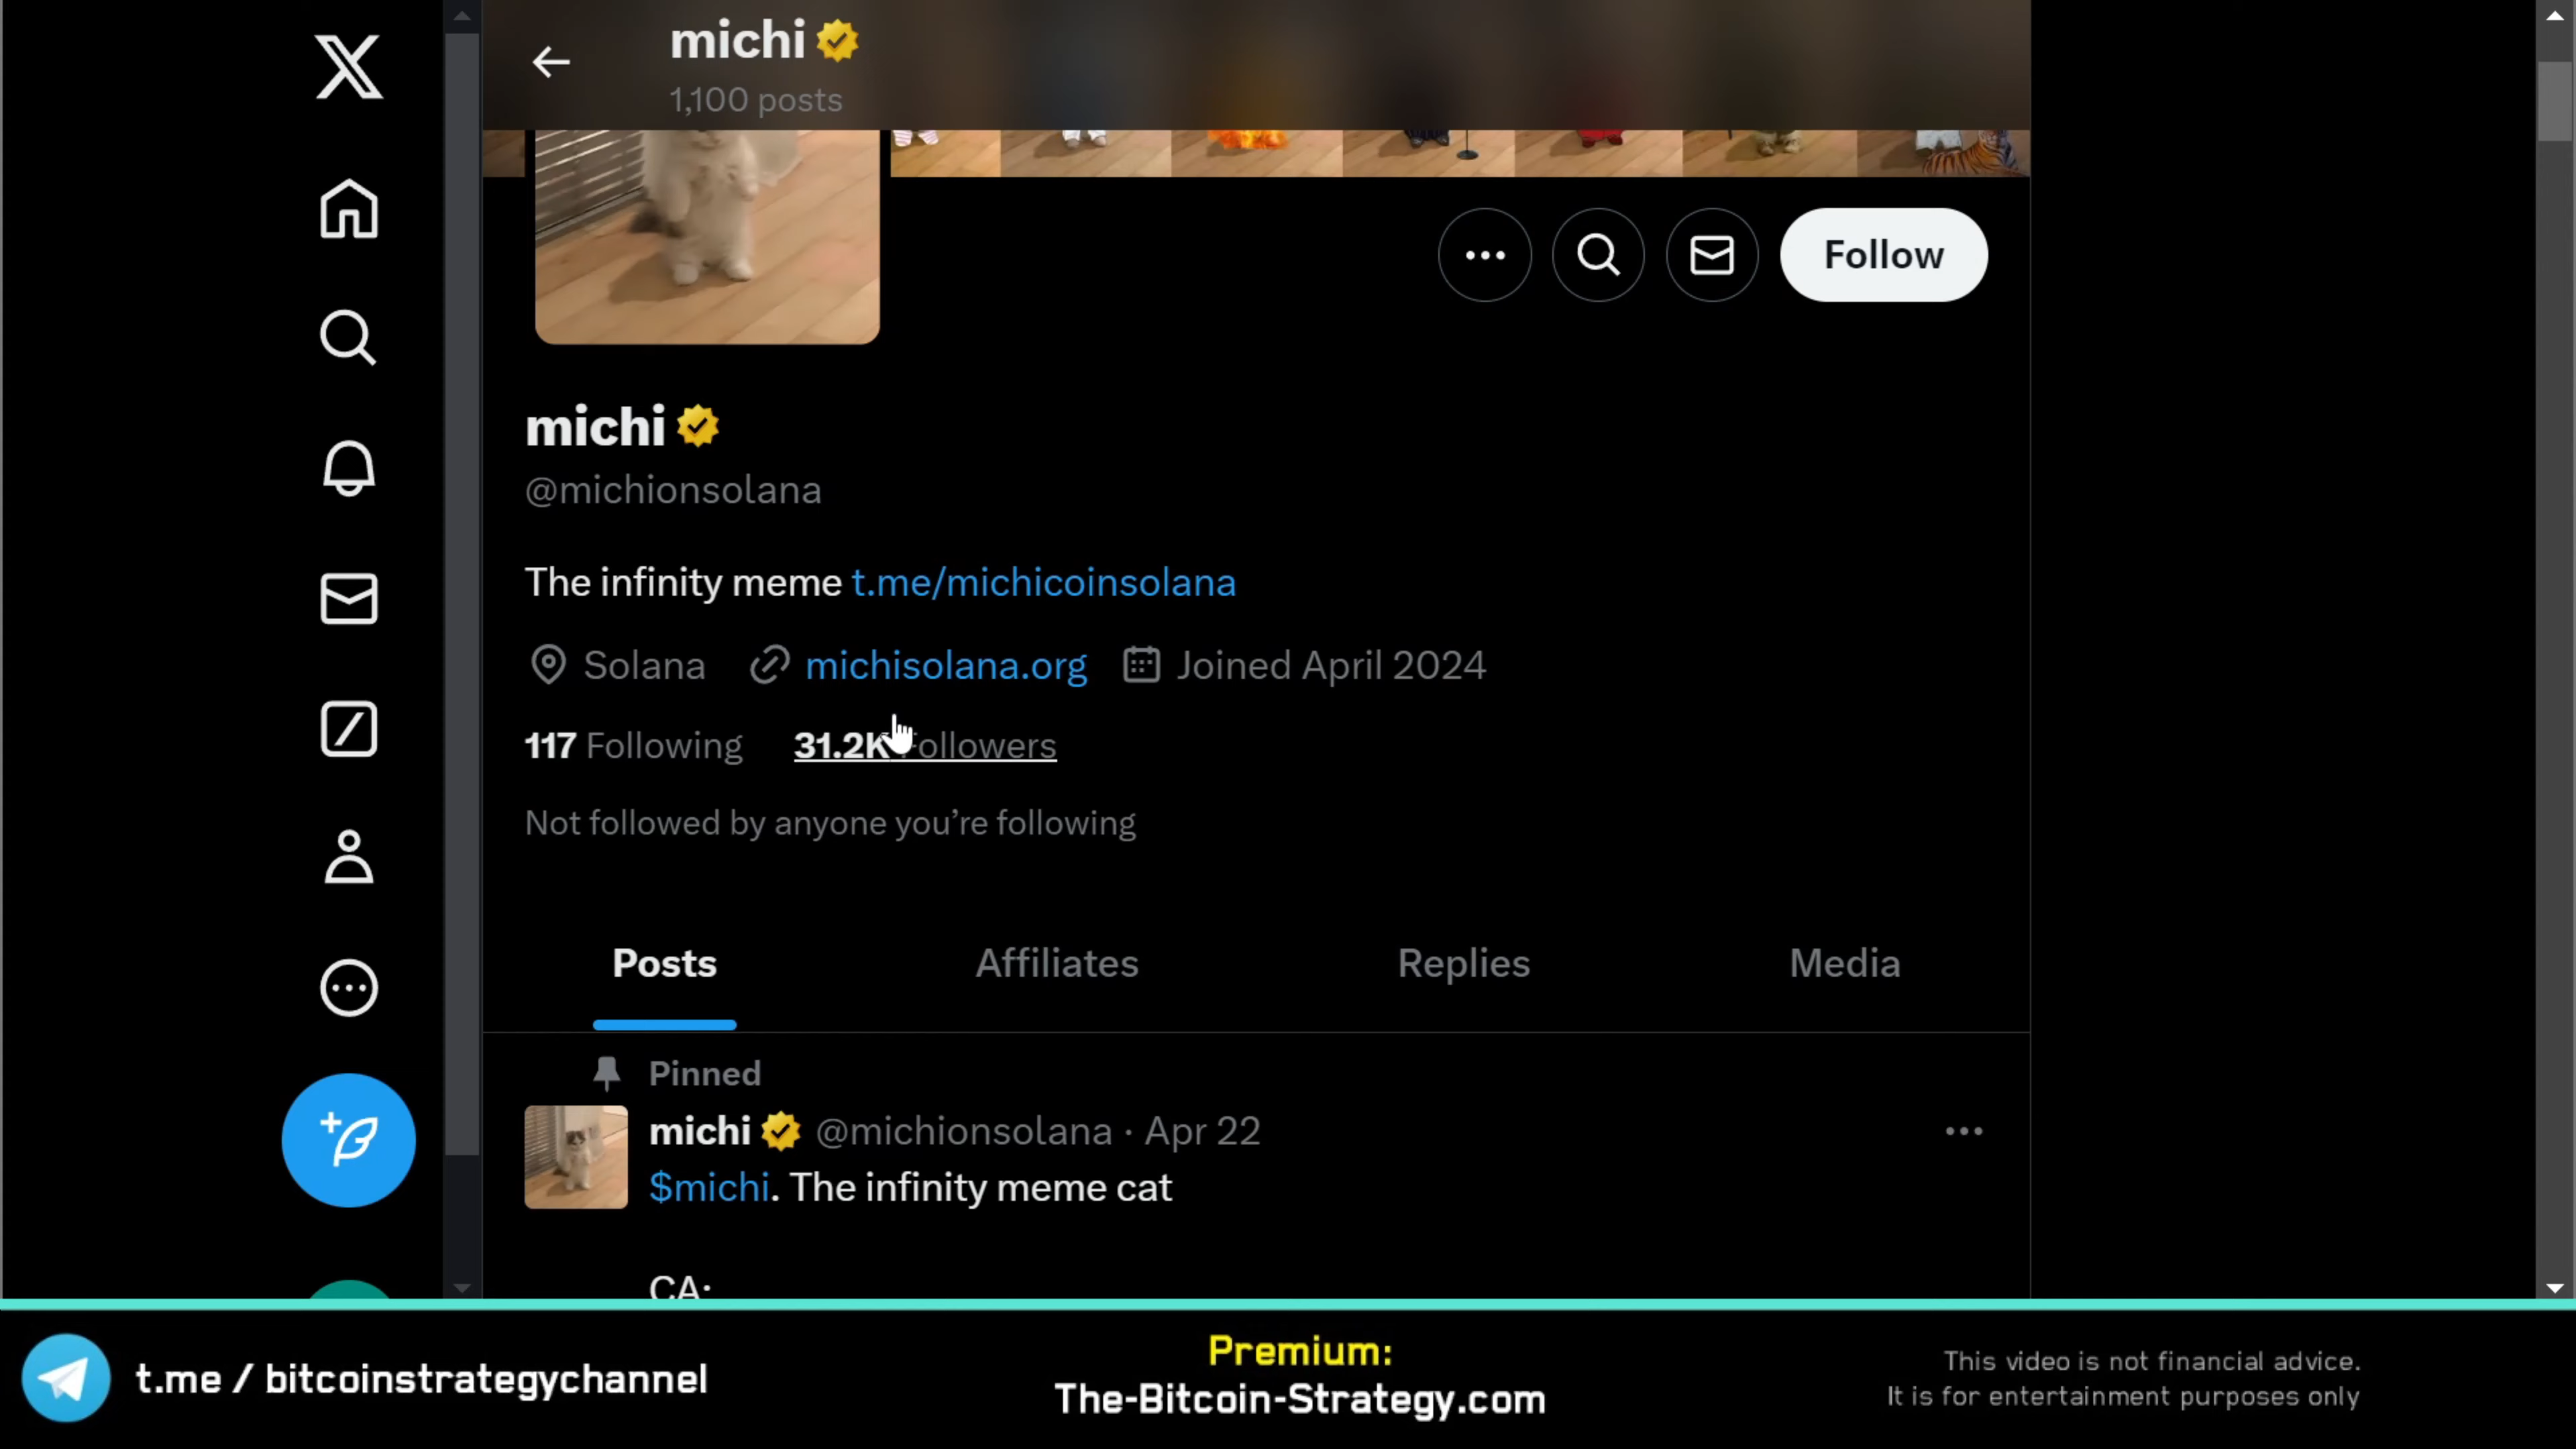 michi
1,100 posts
Follow
michi
@michionsolana
The infinity meme t.me/michicoinsolana
Solana michisolana.org Joined April 2024
117 Following 31.2K Followers
Not followed by anyone you’re following
Posts Affiliates Replies Media
Pinned
michi @michionsolana · Apr 22
$michi. The infinity meme cat
CA:
t.me / bitcoinstrategychannel
Premium:
The-Bitcoin-Strategy.com
This video is not financial advice.
It is for entertainment purposes only